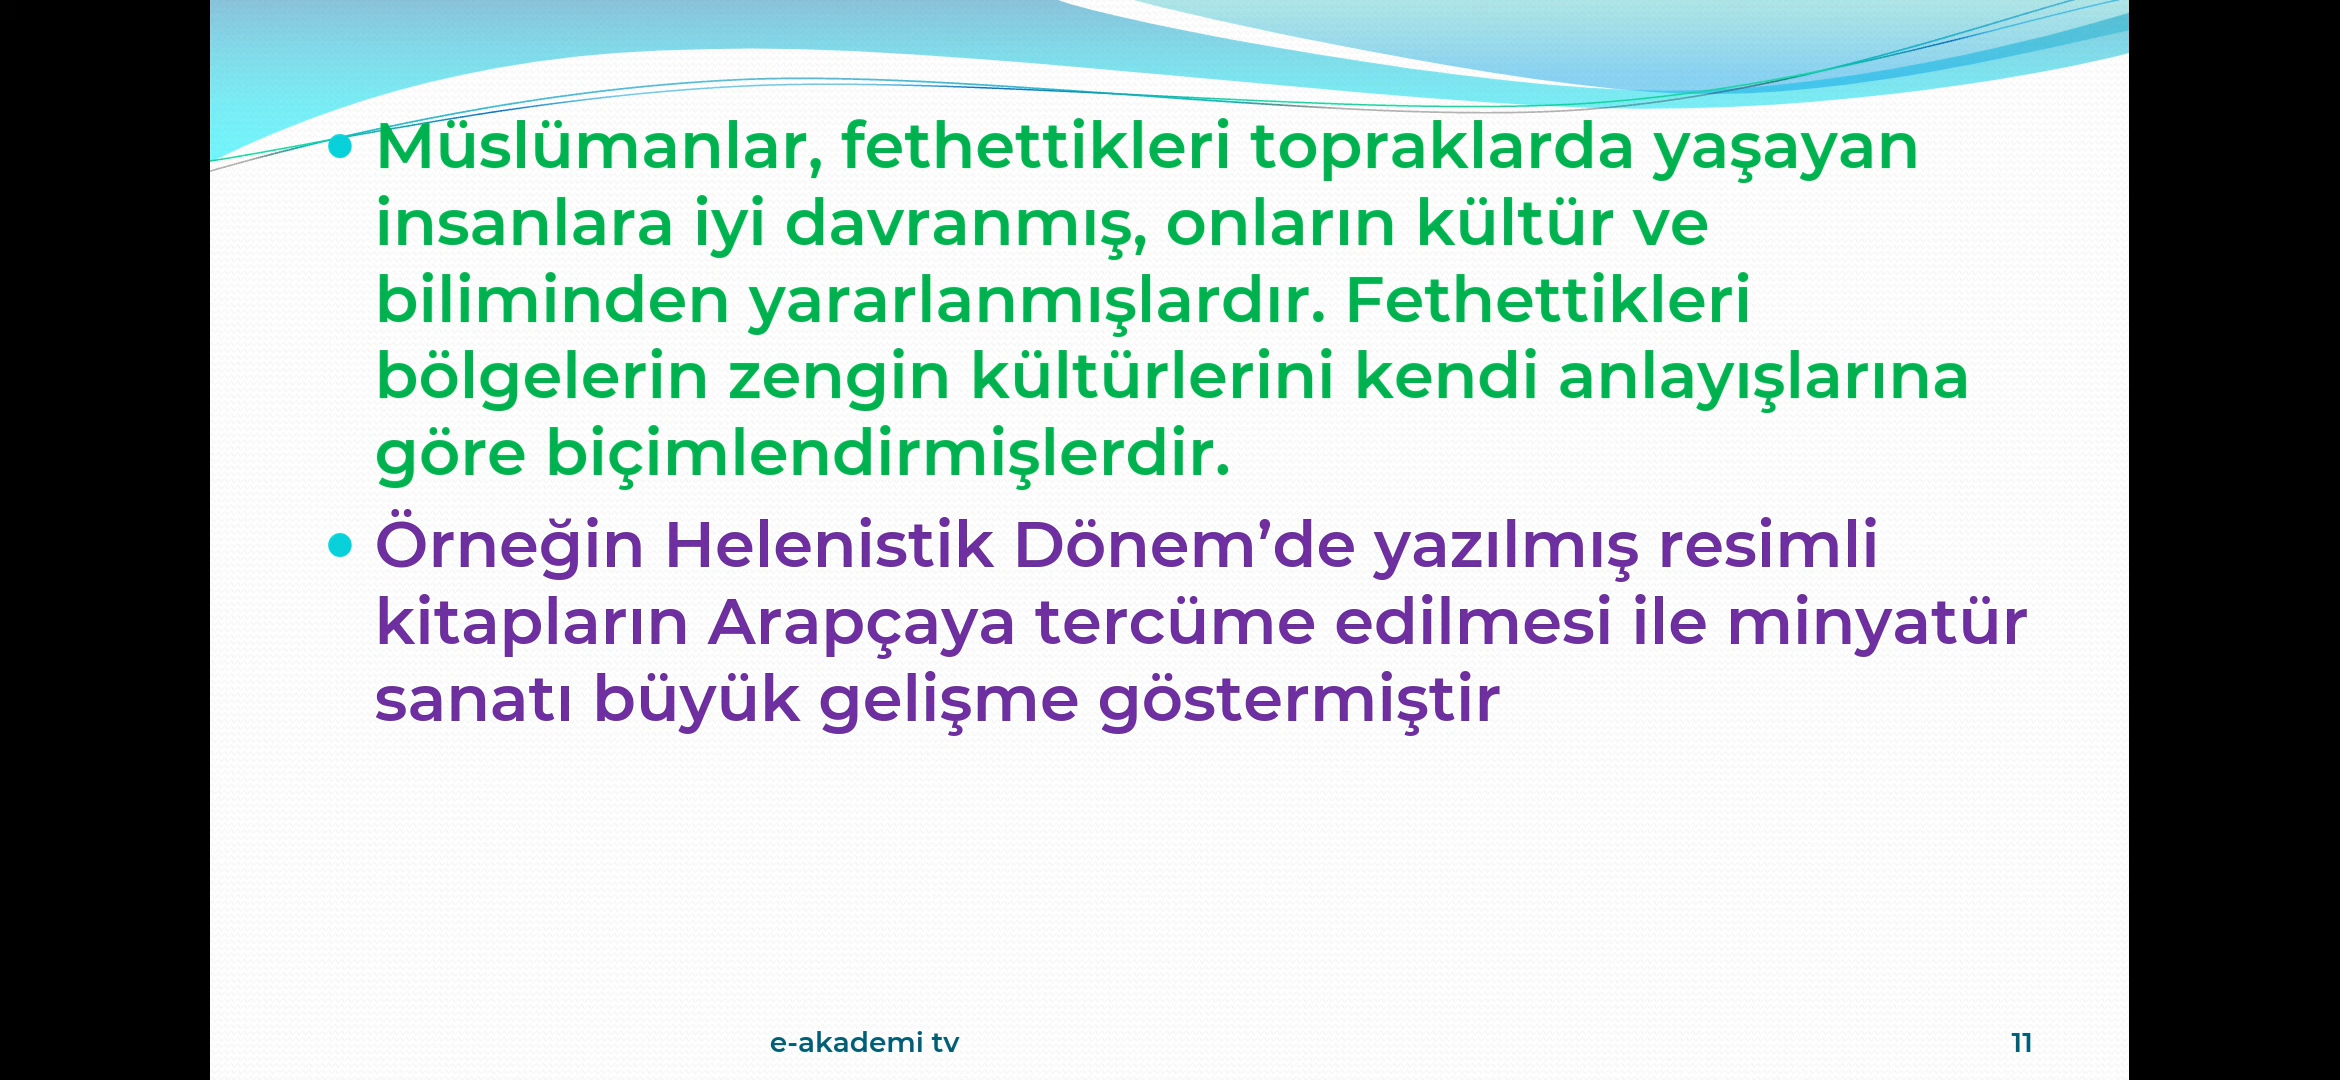 • Müslümanlar, fethettikleri topraklarda yaşayan
insanlara iyi davranmış, onların kültür ve
biliminden yararlanmışlardır. Fethettikleri
bölgelerin zengin kültürlerini kendi anlayışlarına
göre biçimlendirmişlerdir.
• Örneğin Helenistik Dönem’de yazılmış resimli
kitapların Arapçaya tercüme edilmesi ile minyatür
sanatı büyük gelişme göstermiştir
e-akademi tv
11